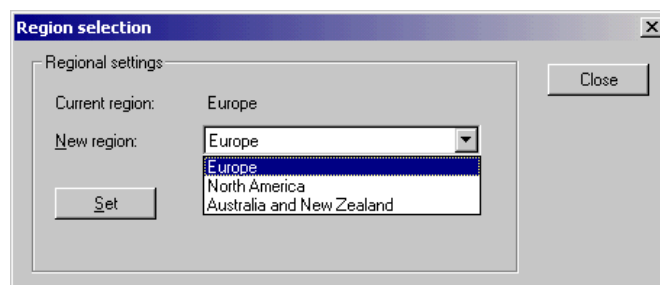 Region selection
Regional settings
Close
Current region: Europe
New region: Europe
Europe
North America
Set
Australia and New Zealand